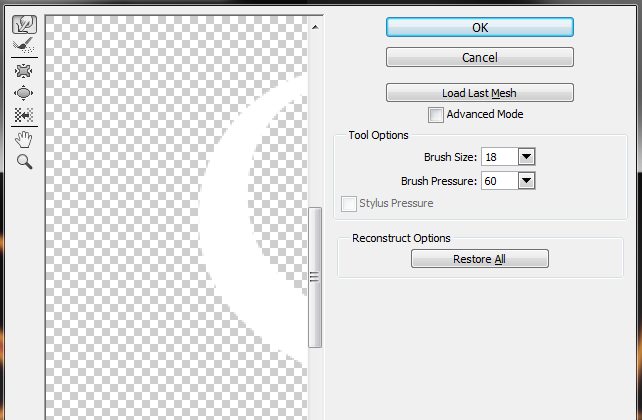 OK
Cancel
Load Last Mesh
Advanced Mode
Tool Options
Brush Size: 18
Brush Pressure: 60
Stylus Pressure
Reconstruct Options
Restore All